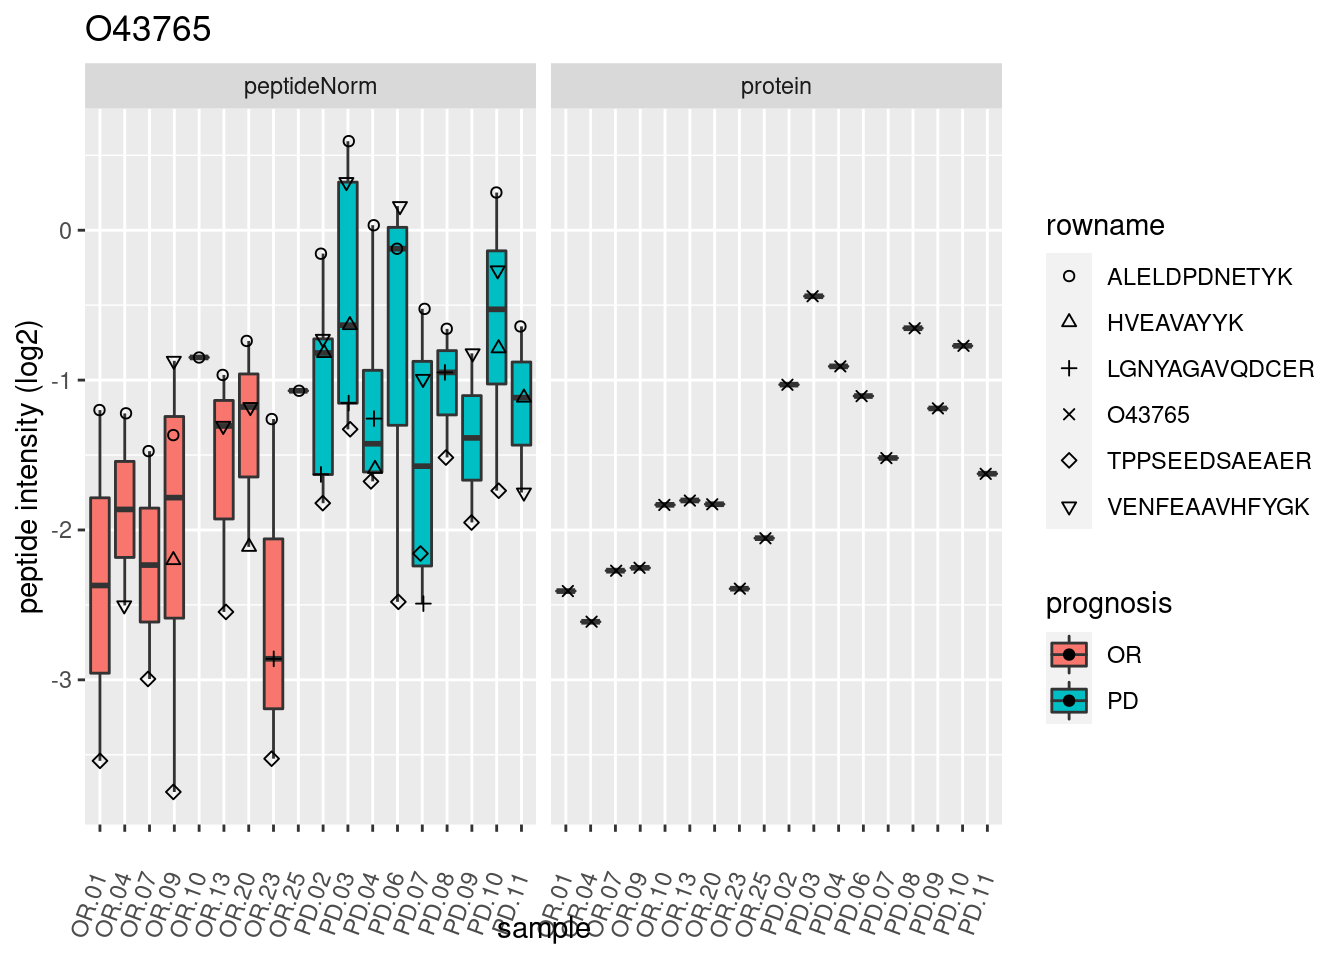 O43765
peptideNorm
protein
peptide intensity (log2)
0
-1
-2
-3
OR.01
OR.04
OR.07
OR.09
OR.10
OR.13
OR.20
OR.23
OR.25
PD.02
PD.03
PD.04
PD.06
PD.07
PD.08
PD.09
PD.10
PD.11
OR.01
OR.04
OR.07
OR.09
OR.10
OR.13
OR.20
OR.23
OR.25
PD.02
PD.03
PD.04
PD.06
PD.07
PD.08
PD.09
PD.10
PD.11
sample
rowname
ALELDPDNETYK
HVEAVAYYK
LGNYAGAVQDCER
O43765
TPPSEEDSAEAER
VENFEAAVHFYGK
prognosis
OR
PD